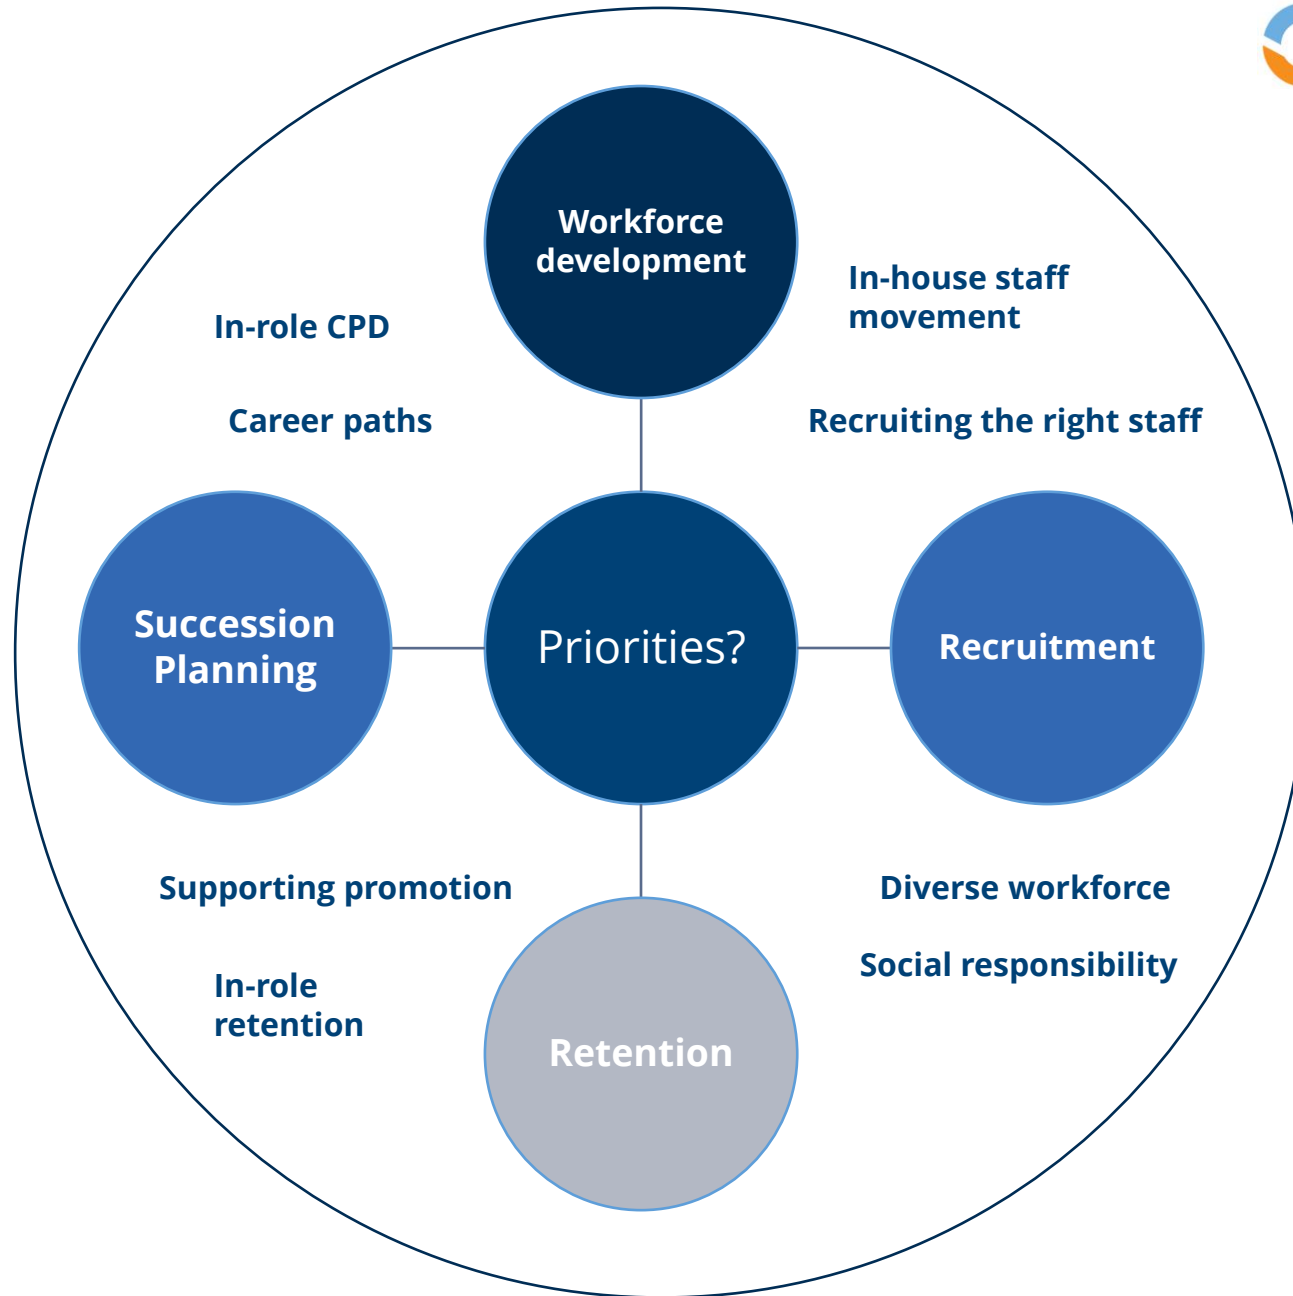 Workforce
development
In-house staff
movement
In-role CPD
Career paths
Recruiting the right staff
Succession
Planning
Priorities?
Recruitment
Supporting promotion
Diverse workforce
Social responsibility
In-role
retention
Retention